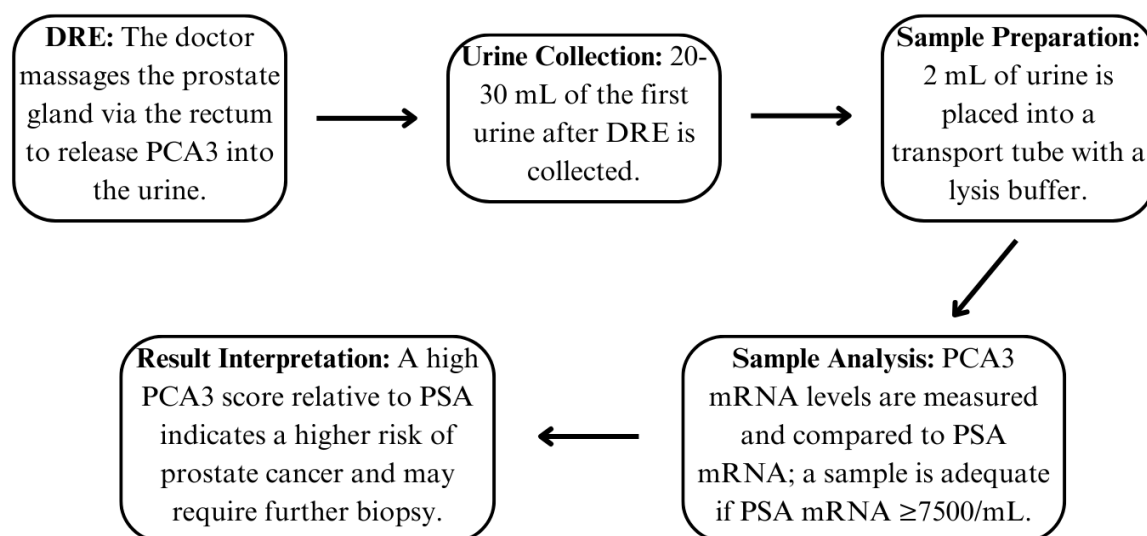 DRE: The doctor
massages the prostate
gland via the rectum
to release PCA3 into
the urine.
Urine Collection: 20-
30 mL of the first
urine after DRE is
collected.
Sample Preparation:
2 mL of urine is
placed into a
transport tube with a
lysis buffer.
Sample Analysis: PCA3
mRNA levels are measured
and compared to PSA
mRNA; a sample is adequate
if PSA mRNA ≥7500/mL.
Result Interpretation: A high
PCA3 score relative to PSA
indicates a higher risk of
prostate cancer and may
require further biopsy.